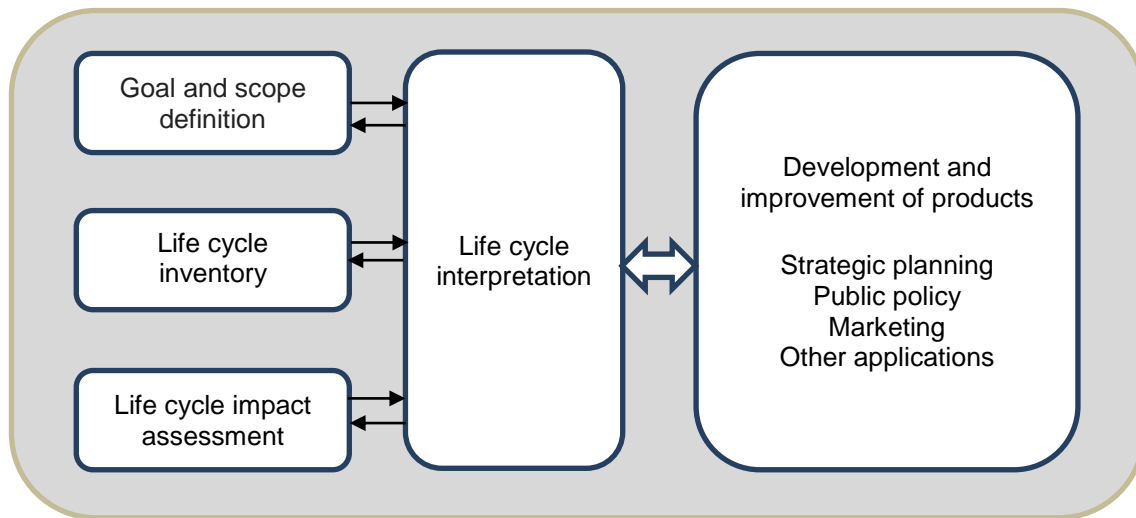 Goal and scope
definition
Life cycle
inventory
Life cycle impact
assessment
Life cycle
interpretation
Development and
improvement of products
Strategic planning
Public policy
Marketing
Other applications